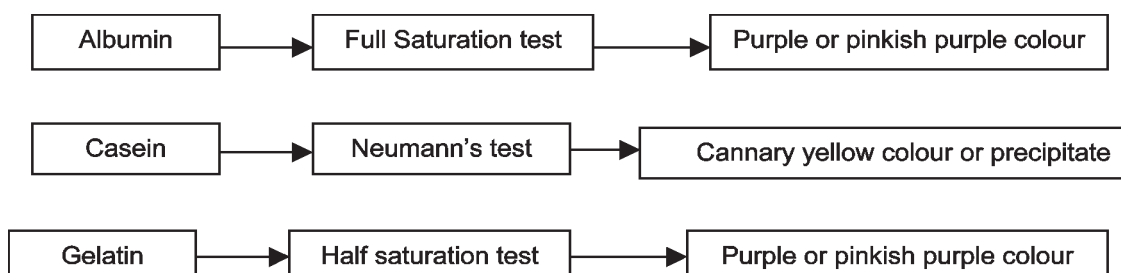 Albumin Full Saturation test Purple or pinkish purple colour
Casein Neumann's test Cannary yellow colour or precipitate
Gelatin Half saturation test Purple or pinkish purple colour